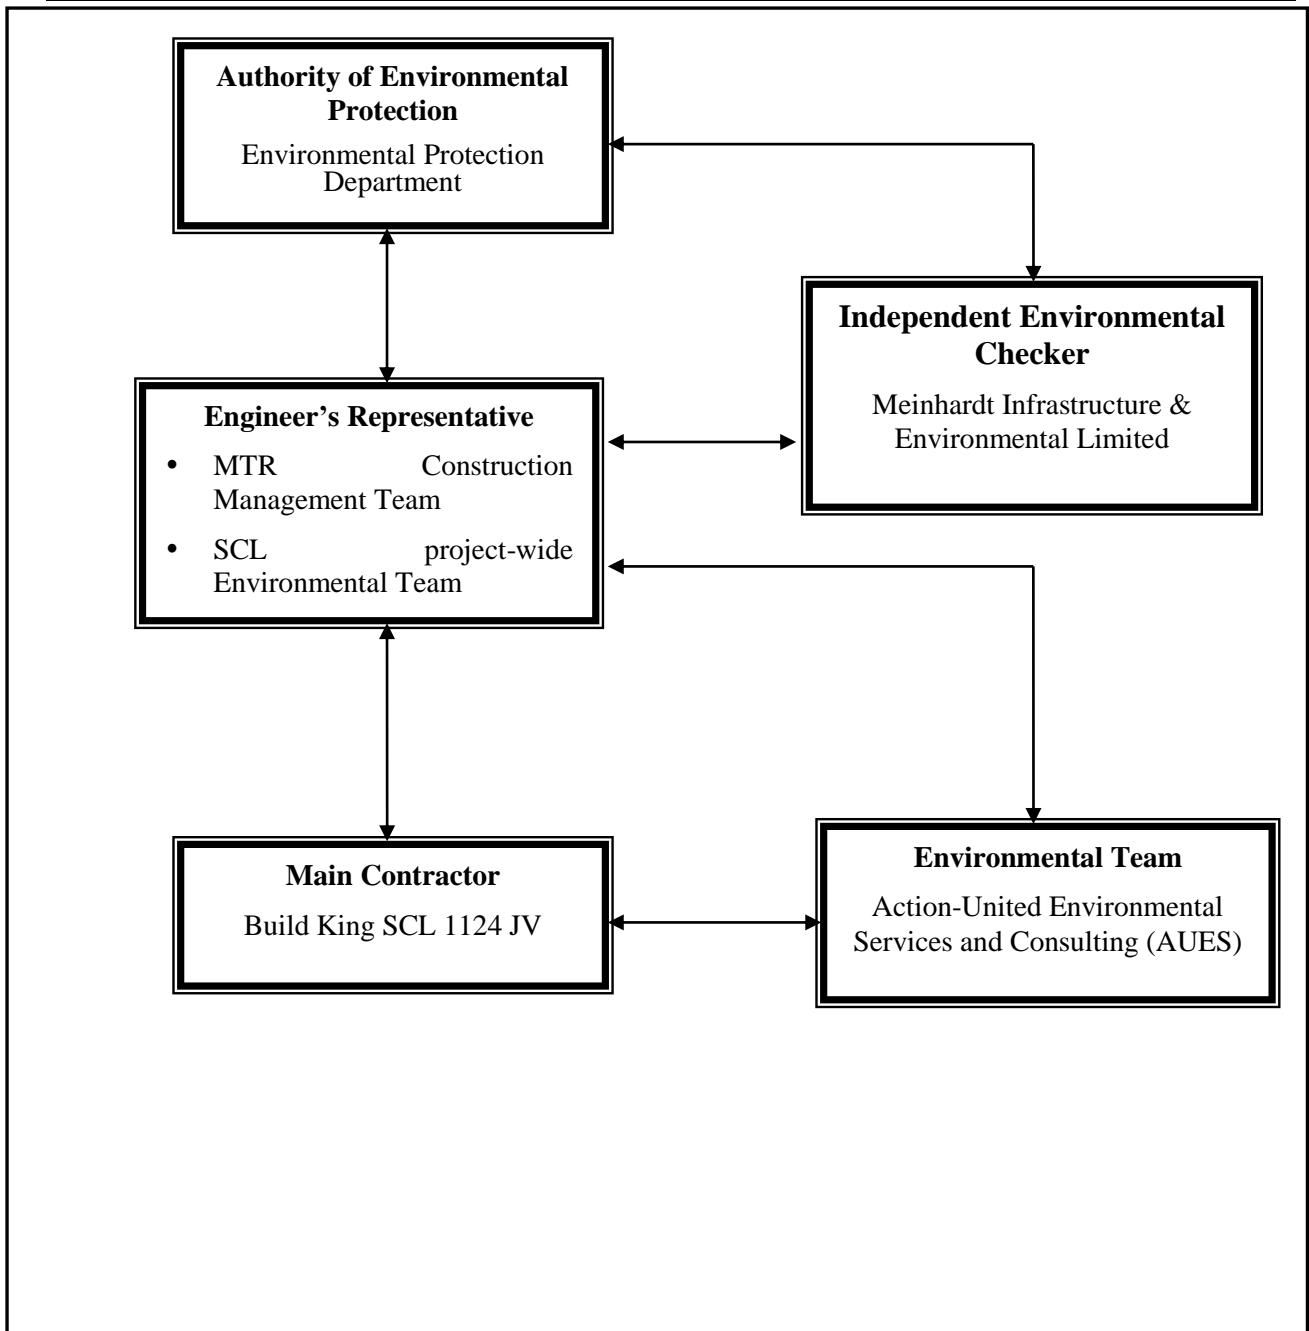 Authority of Environmental
Protection
Environmental Protection
Department
Independent Environmental
Checker
Meinhardt Infrastructure &
Environmental Limited
Engineer’s Representative
• MTR Construction
Management Team
• SCL project-wide
Environmental Team
Main Contractor
Build King SCL 1124 JV
Environmental Team
Action-United Environmental
Services and Consulting (AUES)